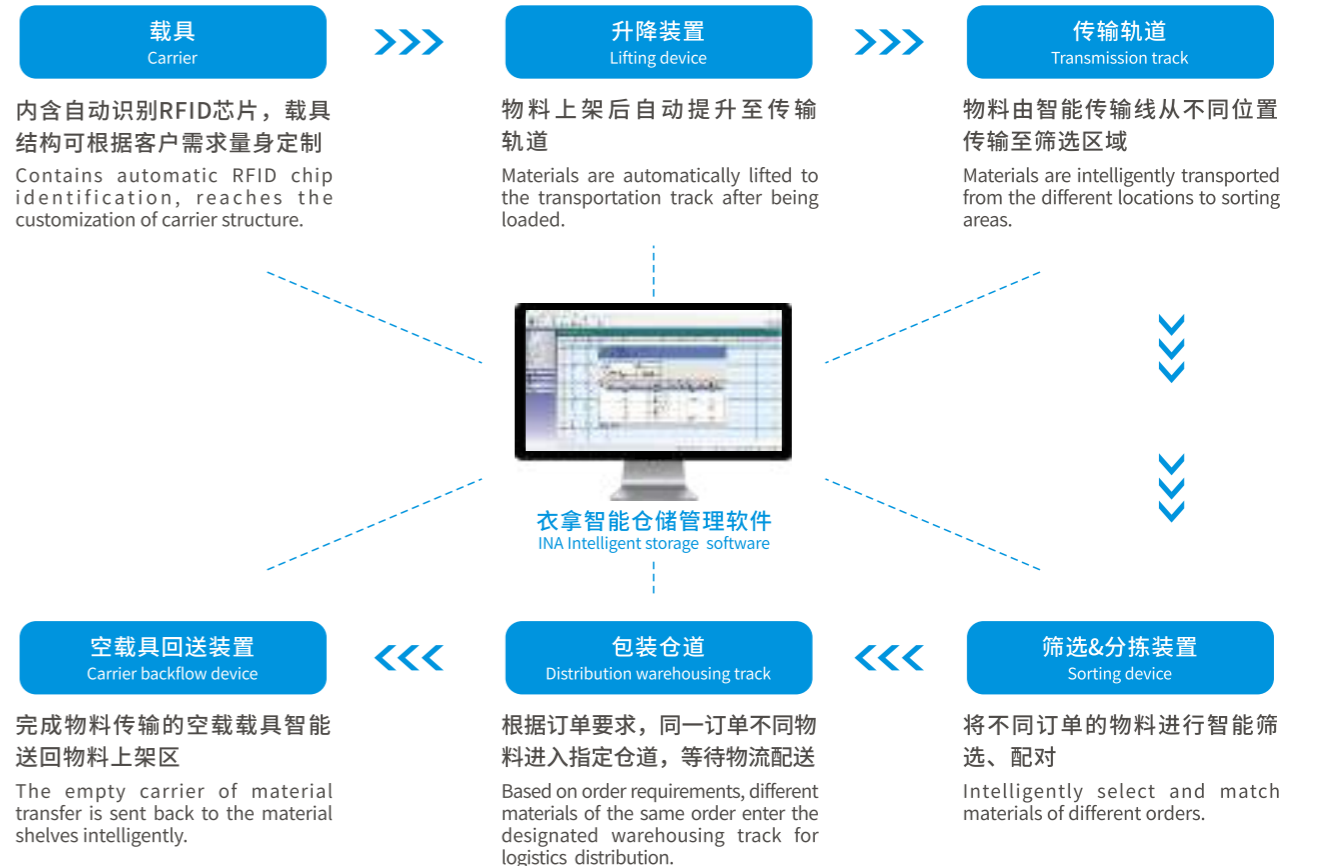 载具
Carrier
内含自动识别RFID芯片，载具
结构可根据客户需求量身定制
Contains automatic RFID chip
identification, reaches the
customization of carrier structure.
升降装置
Lifting device
物料上架后自动提升至传输
轨道
Materials are automatically lifted to
the transportation track after being
loaded.
传输轨道
Transmission track
物料由智能传输线从不同位置
传输至筛选区域
Materials are intelligently transported
from the different locations to sorting
areas.
衣拿智能仓储管理软件
INA Intelligent storage software
空载具回送装置
Carrier backflow device
完成物料传输的空载载具智能
送回物料上架区
The empty carrier of material
transfer is sent back to the material
shelves intelligently.
包装仓道
Distribution warehousing track
根据订单要求，同一订单不同物
料进入指定仓道，等待物流配送
Based on order requirements, different
materials of the same order enter the
designated warehousing track for
logistics distribution.
筛选&分拣装置
Sorting device
将不同订单的物料进行智能筛
选、配对
Intelligently select and match
materials of different orders.